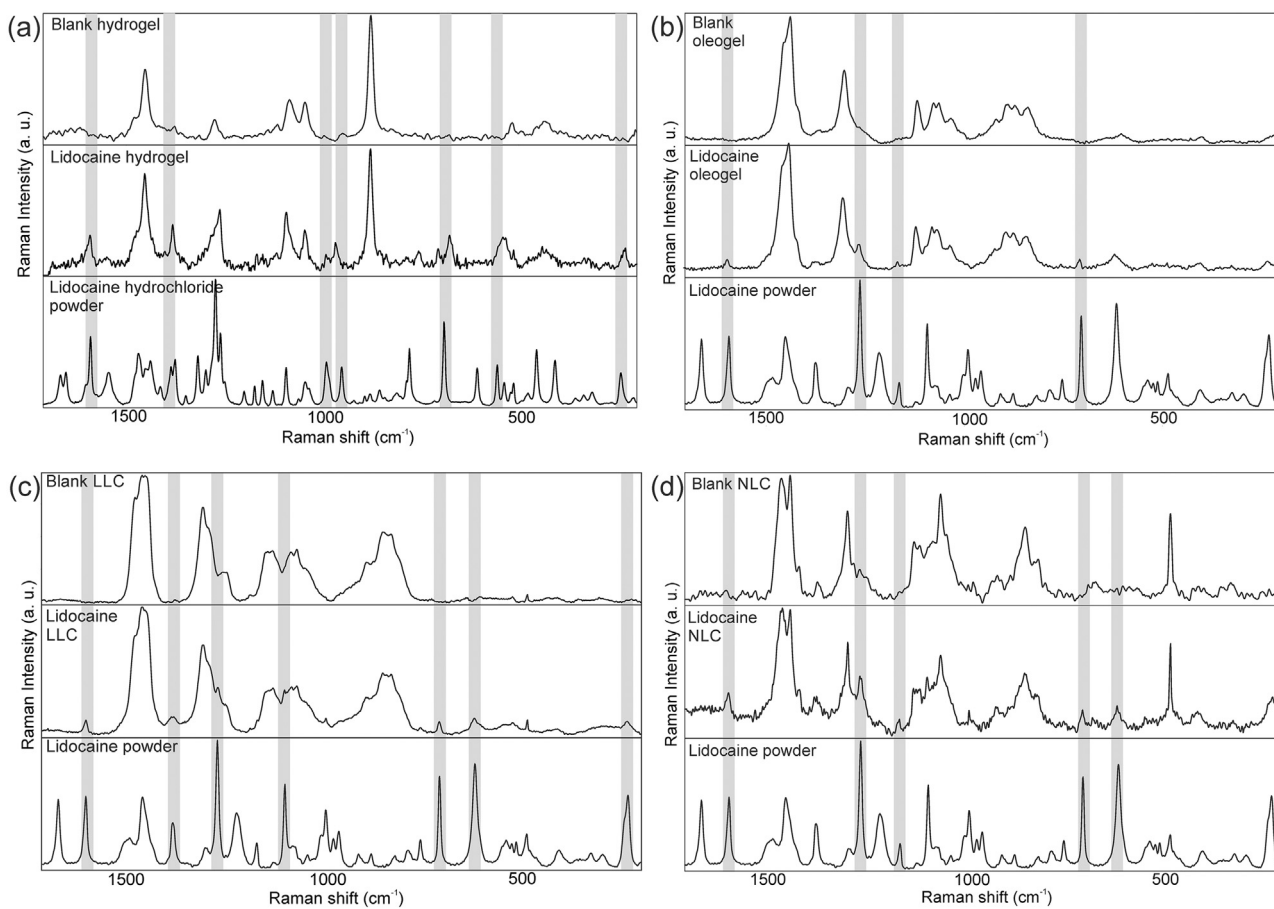 (a)
Blank hydrogel
Lidocaine hydrogel
Lidocaine hydrochloride
powder
Raman Intensity (a. u.)
1500
1000
500
Raman shift (cm⁻¹)
(b)
Blank
oleogel
Lidocaine
oleogel
Lidocaine powder
Raman Intensity (a. u.)
1500
1000
500
Raman shift (cm⁻¹)
(c)
Blank LLC
Lidocaine
LLC
Lidocaine powder
Raman Intensity (a. u.)
1500
1000
500
Raman shift (cm⁻¹)
(d)
Blank NLC
Lidocaine
NLC
Lidocaine powder
Raman Intensity (a. u.)
1500
1000
500
Raman shift (cm⁻¹)